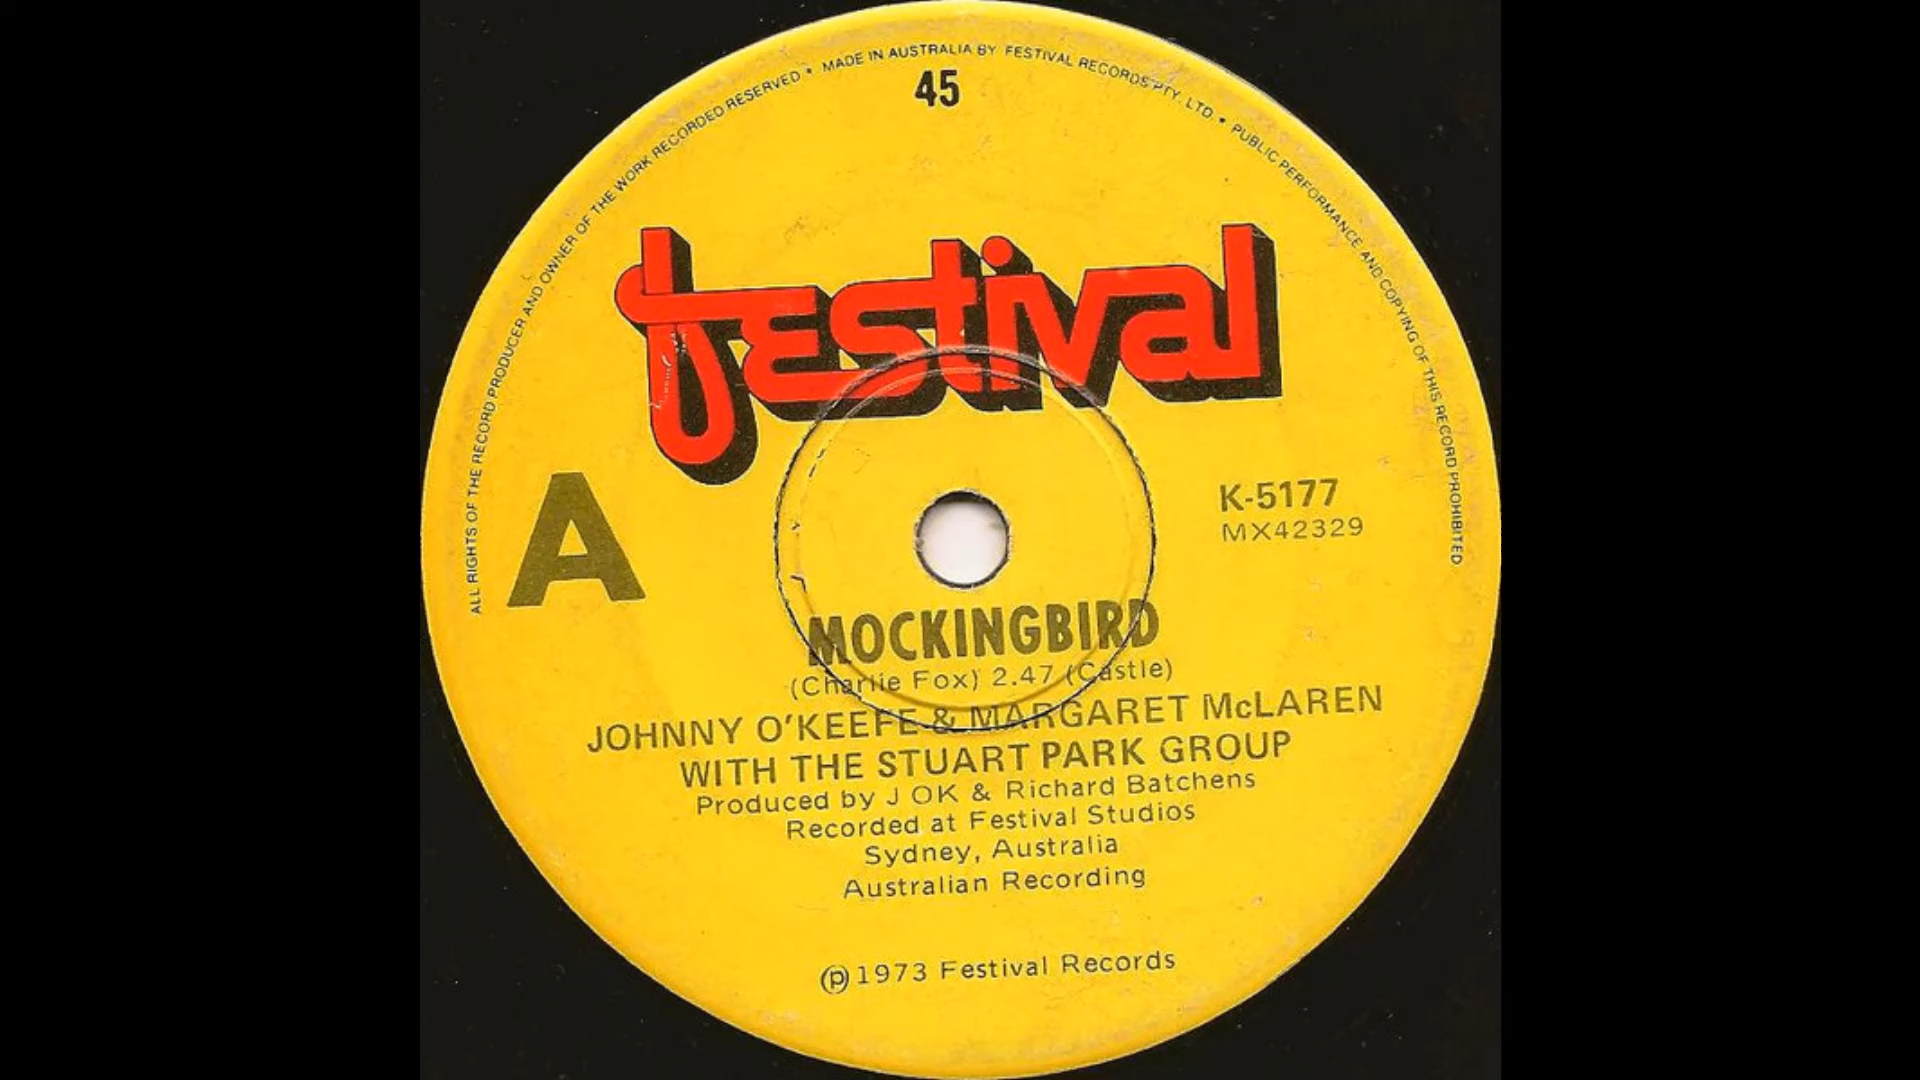 ALL RIGHTS OF THE RECORD PRODUCER AND OWNER OF THE WORK RECORDED RESERVED • MADE IN AUSTRALIA BY FESTIVAL RECORDS PTY. LTD. • PUBLIC PERFORMANCE AND COPYING OF THIS RECORD PROHIBITED
45
festival
A
K-5177
MX42329
MOCKINGBIRD
(Charlie Fox) 2.47 (Castle)
JOHNNY O'KEEFE & MARGARET McLAREN
WITH THE STUART PARK GROUP
Produced by J OK & Richard Batchens
Recorded at Festival Studios
Sydney, Australia
Australian Recording
℗ 1973 Festival Records